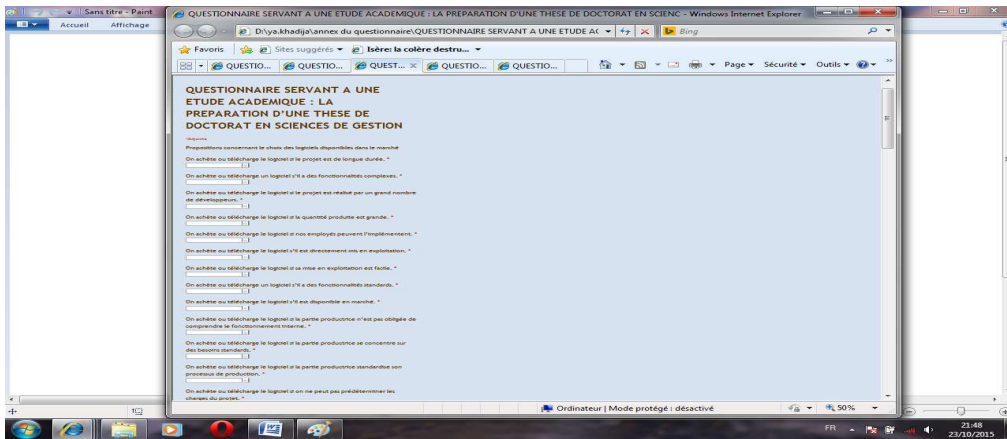 Sans titre - Paint
QUESTIONNAIRE SERVANT A UNE ETUDE ACADEMIQUE : LA PREPARATION D'UNE THESE DE DOCTORAT EN SCIENC - Windows Internet Explorer
Accueil Affichage
D:\ya.khadija\annex du questionnaire\QUESTIONNAIRE SERVANT A UNE ETUDE AC
Bing
Favoris Sites suggérés Isère: la colère destru...
QUESTIO... QUESTIO... QUEST... QUESTIO... QUESTIO... Page Sécurité Outils
QUESTIONNAIRE SERVANT A UNE
ETUDE ACADEMIQUE : LA
PREPARATION D'UNE THESE DE
DOCTORAT EN SCIENCES DE GESTION
Propositions concernant le choix des logiciels disponibles dans le marché
On achète ou télécharge le logiciel si le projet est de longue durée. *
On achète ou télécharge un logiciel s'il a des fonctionnalités complexes. *
On achète ou télécharge le logiciel si le projet est réalisé par un grand nombre
de développeurs. *
On achète ou télécharge le logiciel si la quantité produite est grande. *
On achète ou télécharge le logiciel si nos employés peuvent l'implémentent. *
On achète ou télécharge le logiciel s'il est directement mis en exploitation. *
On achète ou télécharge le logiciel si sa mise en exploitation est facile. *
On achète ou télécharge un logiciel s'il a des fonctionnalités standards. *
On achète ou télécharge le logiciel s'il est disponible en marché. *
On achète ou télécharge le logiciel si la partie productrice n'est pas obligée de
comprendre le fonctionnement interne. *
On achète ou télécharge le logiciel si la partie productrice se concentre sur
des besoins standards. *
On achète ou télécharge le logiciel si la partie productrice standardise son
processus de production. *
On achète ou télécharge le logiciel si on ne peut pas prédéterminer les
charges du projet. *
Ordinateur | Mode protégé : désactivé 50%
FR 21:48
23/10/2015